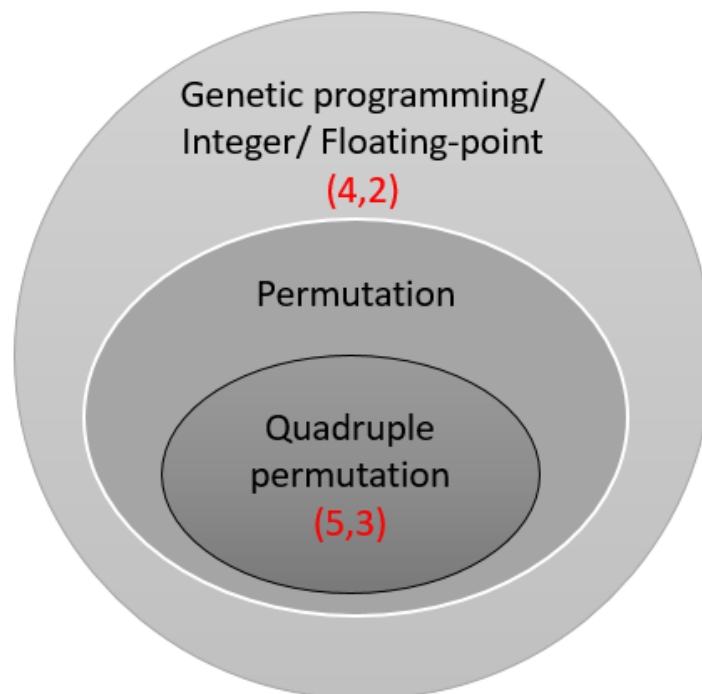 Genetic programming/
Integer/ Floating-point
(4,2)
Permutation
Quadruple
permutation
(5,3)